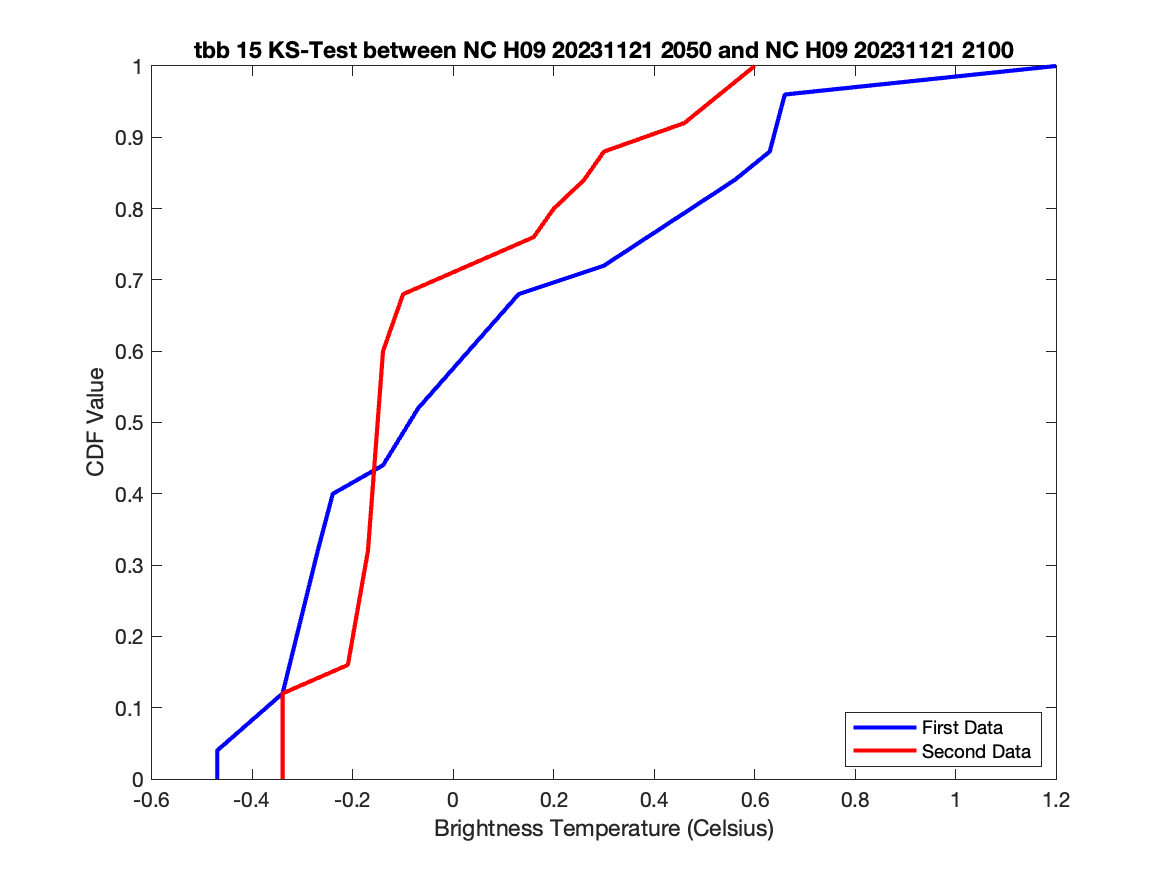 tbb 15 KS-Test between NC H09 20231121 2050 and NC H09 20231121 2100
1
0.9
0.8
0.7
0.6
0.5
0.4
0.3
0.2
0.1
0
CDF Value
-0.6 -0.4 -0.2 0 0.2 0.4 0.6 0.8 1 1.2
Brightness Temperature (Celsius)
First Data
Second Data